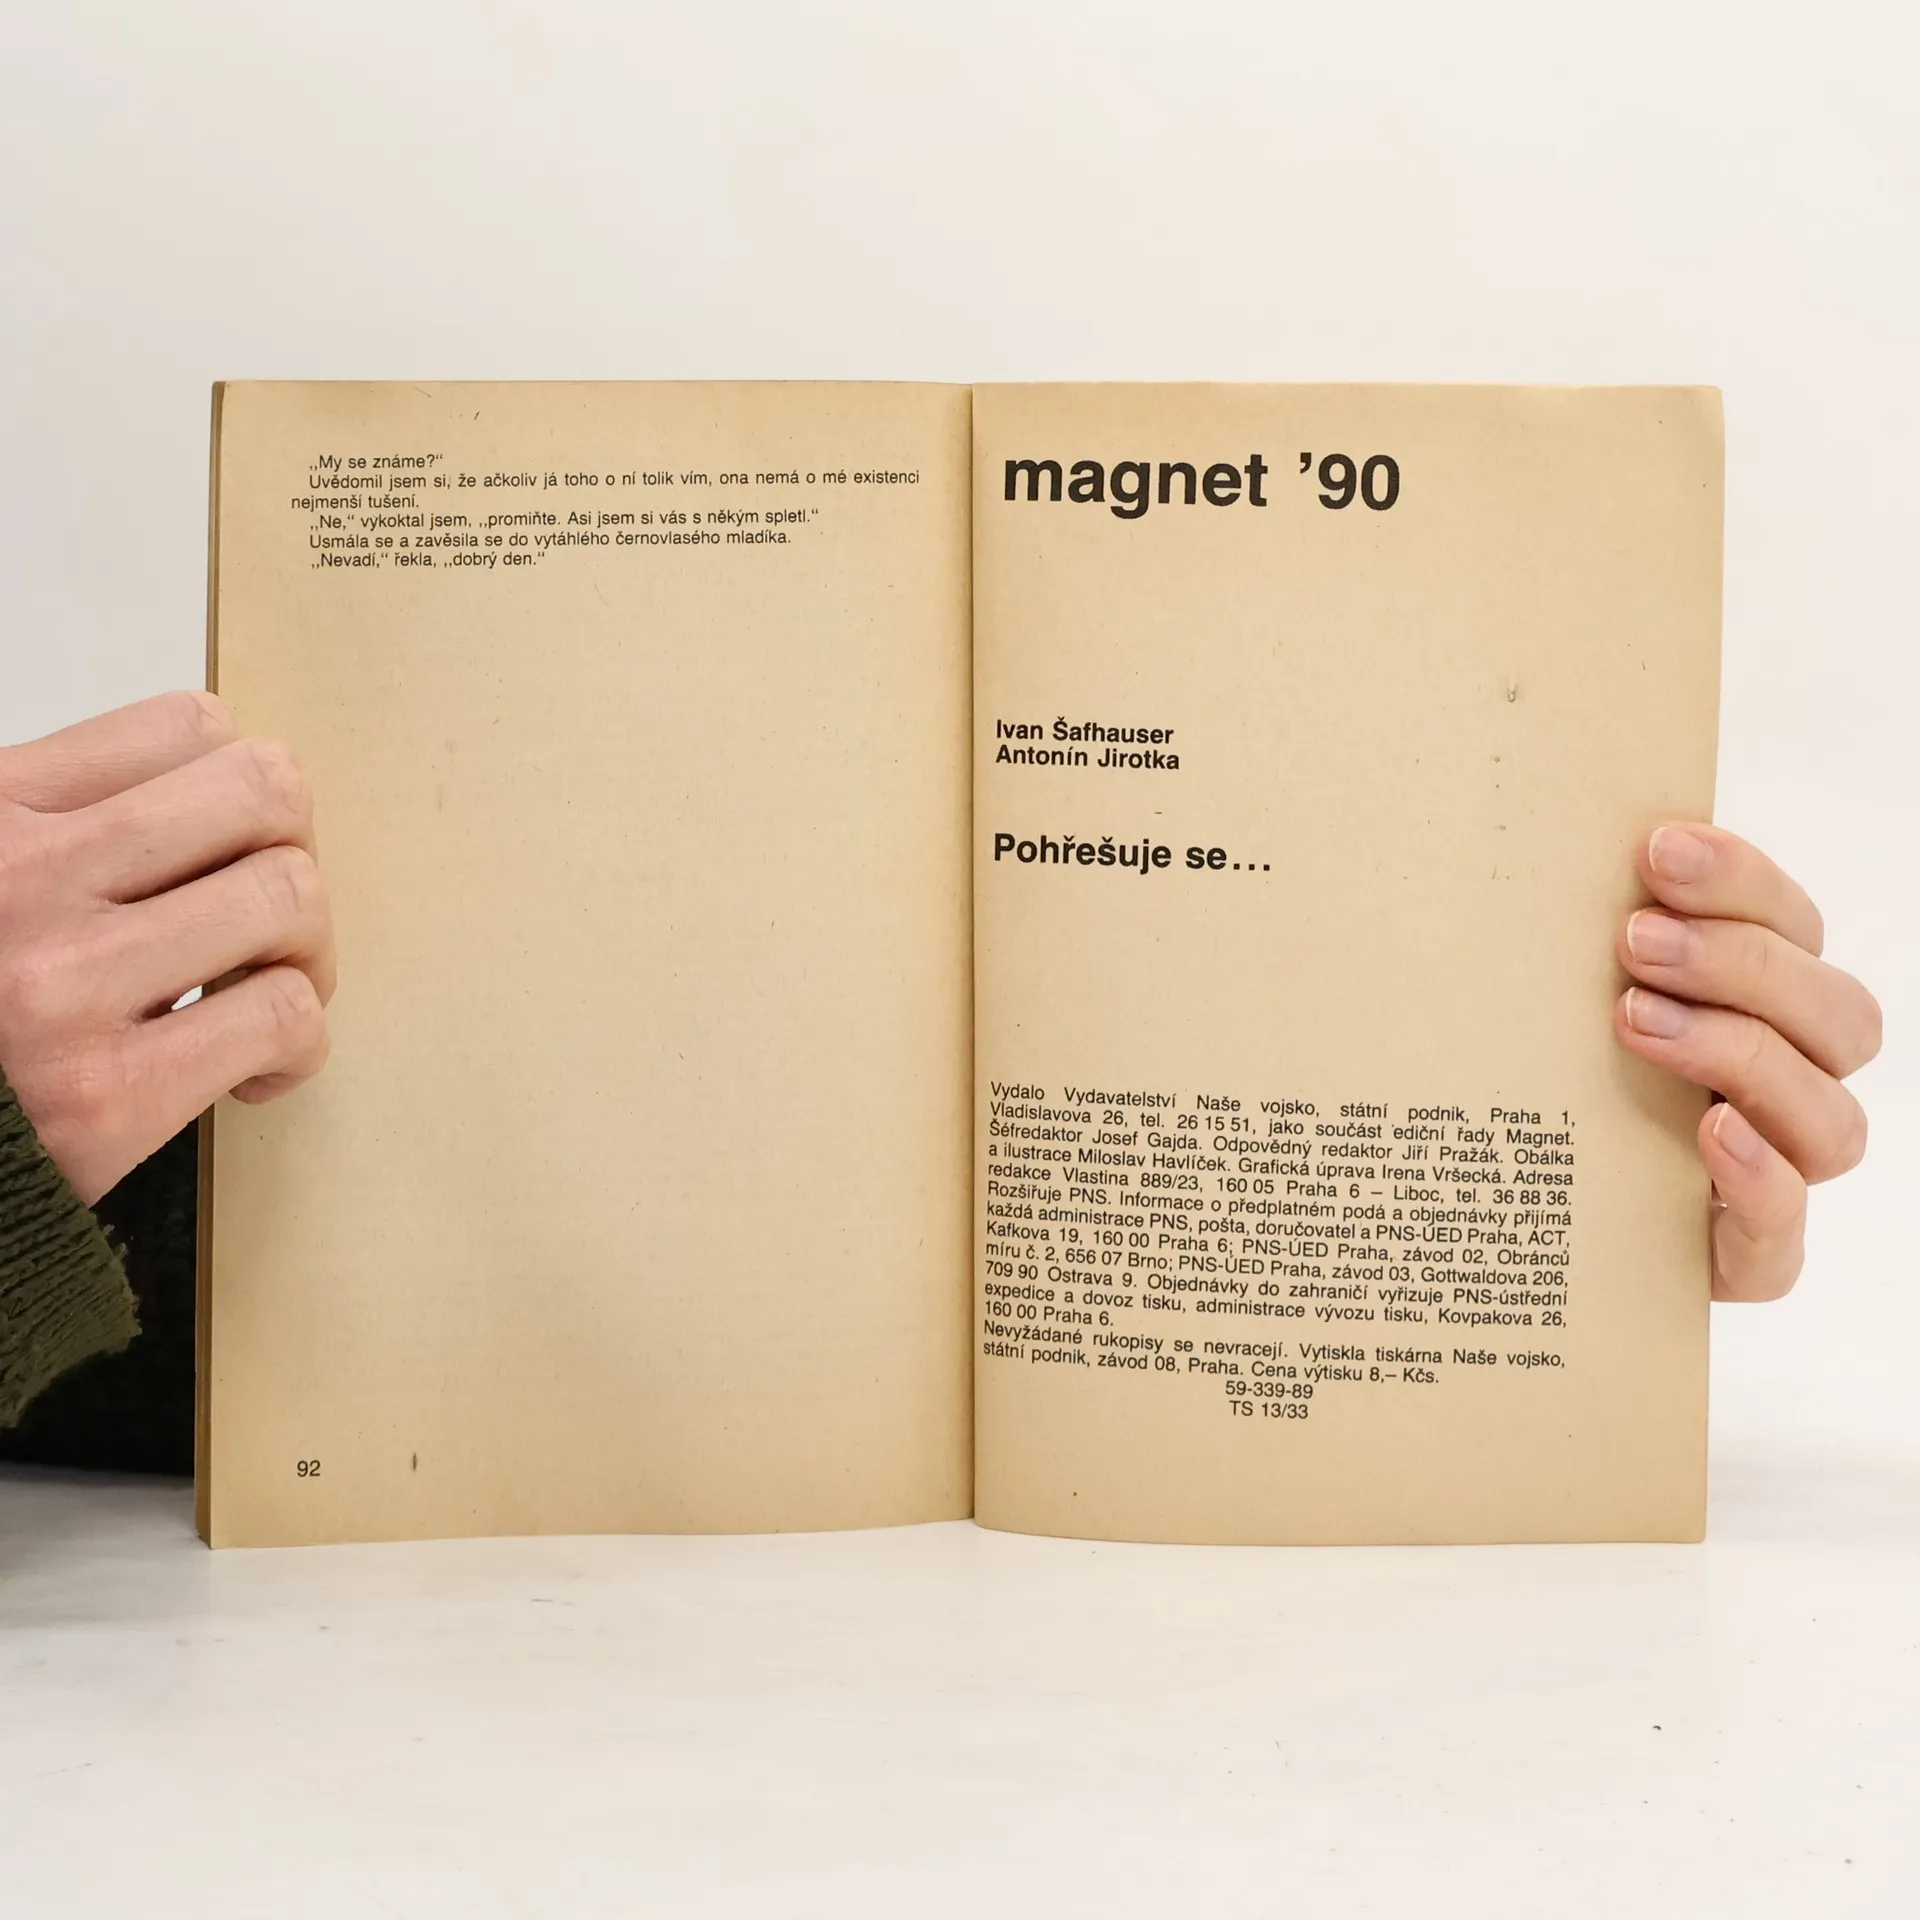 „My se známe?“
Uvědomil jsem si, že ačkoliv já toho o ní tolik vím, ona nemá o mé existenci
nejmenší tušení.
„Ne,“ vykoktal jsem, „promiňte. Asi jsem si vás s někým spletl.“
Usmála se a zavěsila se do vytáhlého černovlasého mladíka.
„Nevadí,“ řekla, „dobrý den.“
92
magnet ’90
Ivan Šafhauser
Antonín Jirotka
Pohřešuje se...
Vydalo Vydavatelství Naše vojsko, státní podnik, Praha 1,
Vladislavova 26, tel. 26 15 51, jako součást ediční řady Magnet.
Šéfredaktor Josef Gajda. Odpovědný redaktor Jiří Pražák. Obálka
a ilustrace Miloslav Havlíček. Grafická úprava Irena Vršecká. Adresa
redakce Vlastina 889/23, 160 05 Praha 6 – Liboc, tel. 36 88 36.
Rozšiřuje PNS. Informace o předplatném podá a objednávky přijímá
každá administrace PNS, pošta, doručovatel a PNS-ÚED Praha, ACT,
Kafkova 19, 160 00 Praha 6; PNS-ÚED Praha, závod 02, Obránců
míru č. 2, 656 07 Brno; PNS-ÚED Praha, závod 03, Gottwaldova 206,
709 90 Ostrava 9. Objednávky do zahraničí vyřizuje PNS-ústřední
expedice a dovoz tisku, administrace vývozu tisku, Kovpakova 26,
160 00 Praha 6.
Nevyžádané rukopisy se nevracejí. Vytiskla tiskárna Naše vojsko,
státní podnik, závod 08, Praha. Cena výtisku 8,– Kčs.
59-339-89
TS 13/33